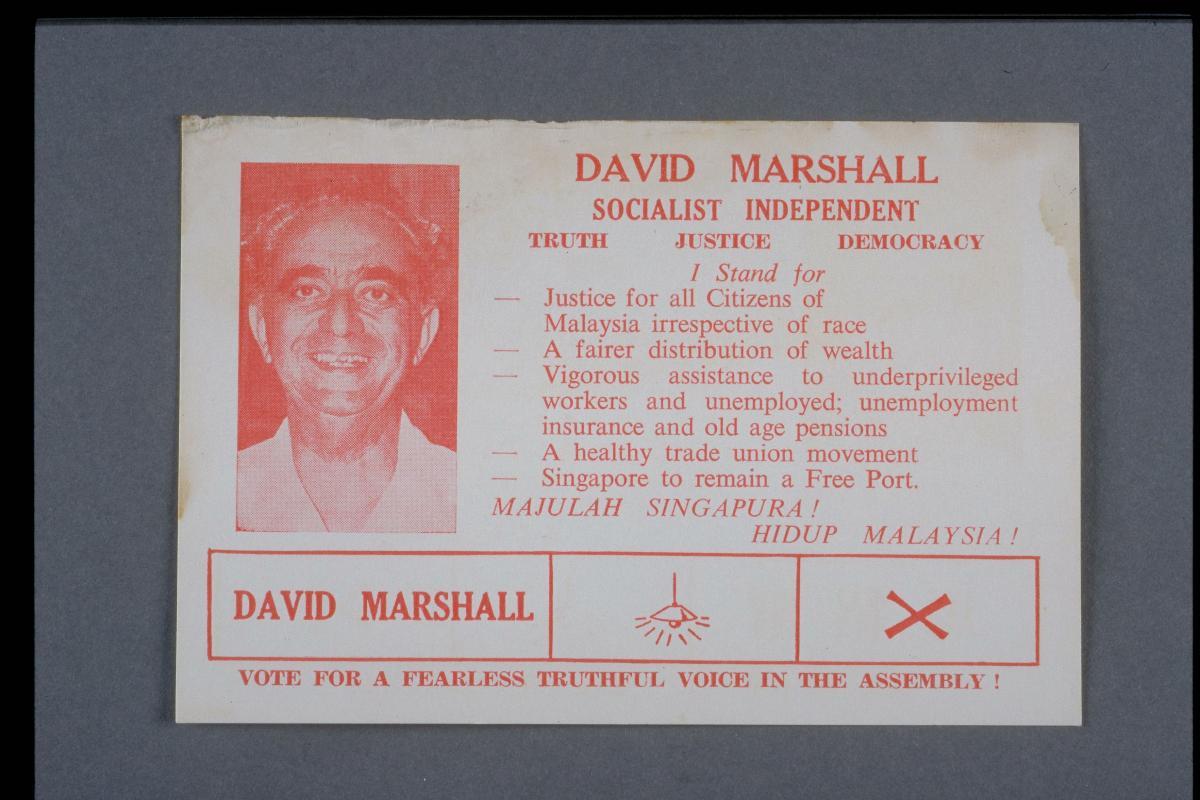 DAVID MARSHALL
SOCIALIST INDEPENDENT
TRUTH JUSTICE DEMOCRACY
I Stand for
— Justice for all Citizens of
Malaysia irrespective of race
— A fairer distribution of wealth
— Vigorous assistance to underprivileged
workers and unemployed; unemployment
insurance and old age pensions
— A healthy trade union movement
— Singapore to remain a Free Port.
MAJULAH SINGAPURA!
HIDUP MALAYSIA!
DAVID MARSHALL
VOTE FOR A FEARLESS TRUTHFUL VOICE IN THE ASSEMBLY!